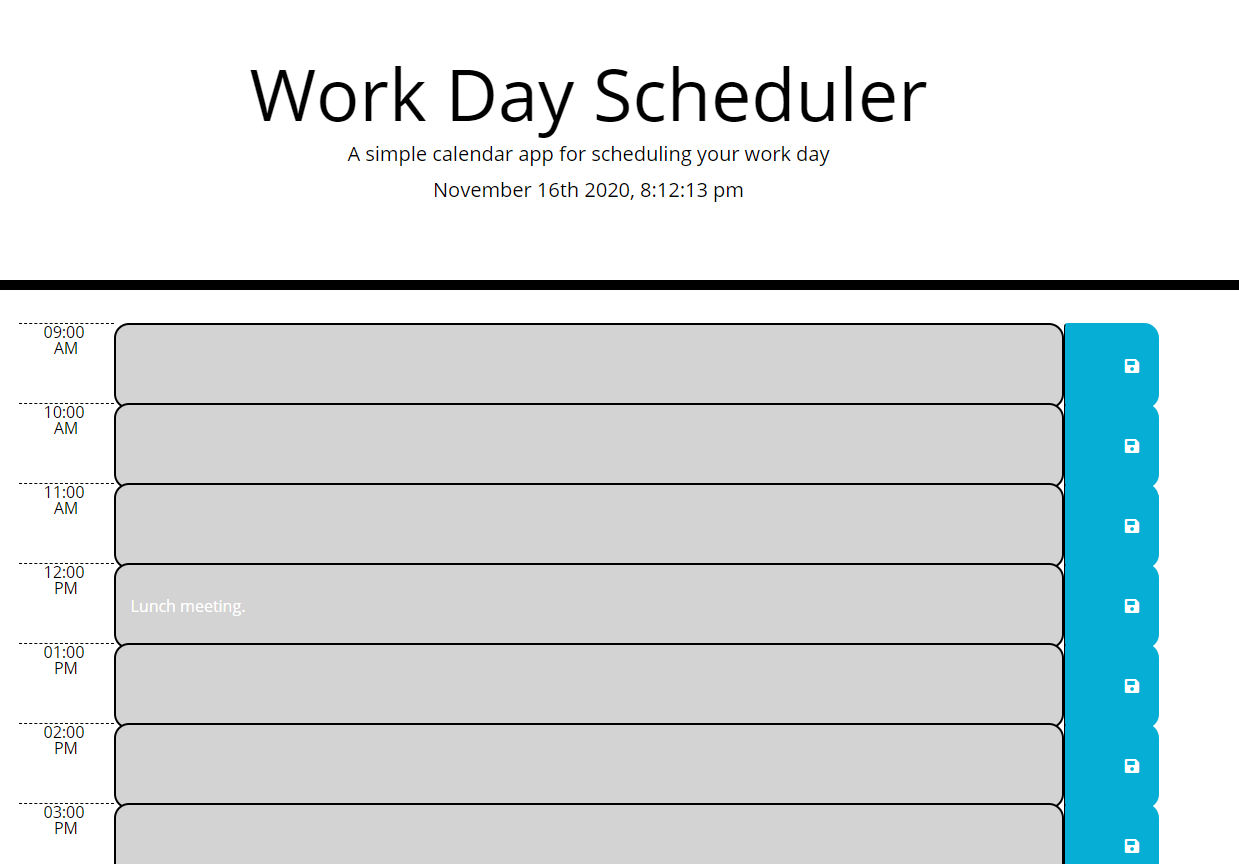 Work Day Scheduler
A simple calendar app for scheduling your work day
November 16th 2020, 8:12:13 pm
09:00
AM
10:00
AM
11:00
AM
12:00
PM
Lunch meeting.
01:00
PM
02:00
PM
03:00
PM